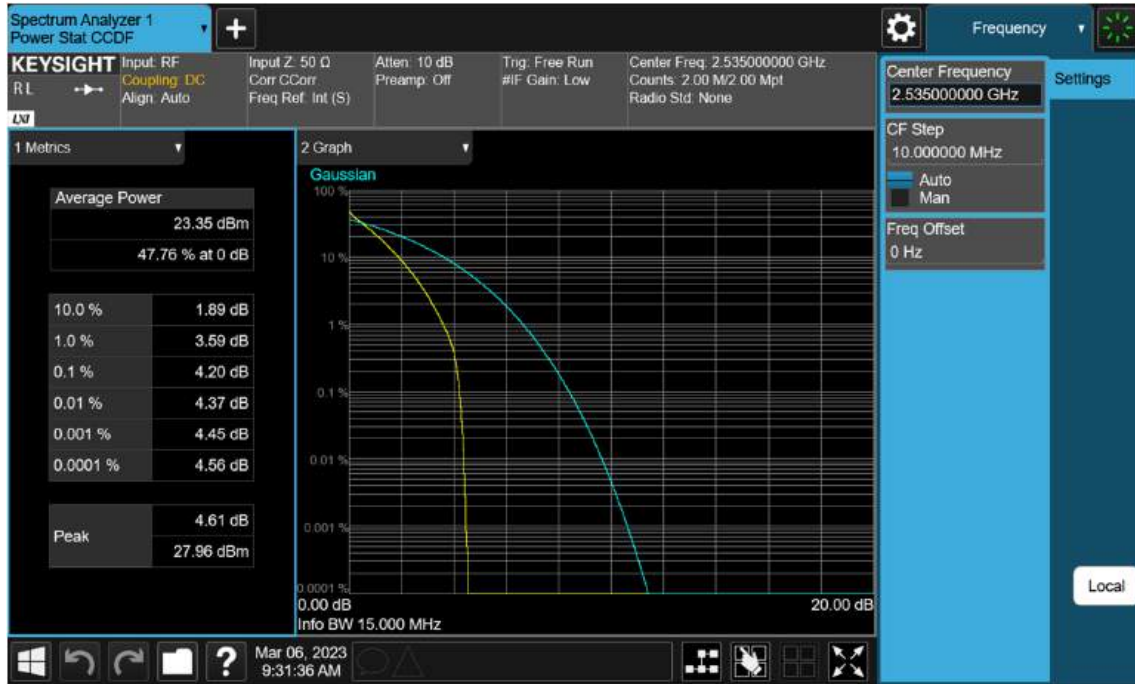 Spectrum Analyzer 1
Power Stat CCDF
+
Frequency
KEYSIGHT
RL
LXI
Input: RF
Coupling: DC
Align: Auto
Input Z: 50 Ω
Corr CCorr
Freq Ref: Int (S)
Atten: 10 dB
Preamp: Off
Trig: Free Run
#IF Gain: Low
Center Freq: 2.535000000 GHz
Counts: 2.00 M/2.00 Mpt
Radio Std: None
Center Frequency
2.535000000 GHz
Settings
CF Step
10.000000 MHz
Auto
Man
Freq Offset
0 Hz
1 Metrics
Average Power
23.35 dBm
47.76 % at 0 dB
10.0 % 1.89 dB
1.0 % 3.59 dB
0.1 % 4.20 dB
0.01 % 4.37 dB
0.001 % 4.45 dB
0.0001 % 4.56 dB
Peak
4.61 dB
27.96 dBm
2 Graph
Gaussian
100 %
10 %
1 %
0.1 %
0.01 %
0.001 %
0.0001 %
0.00 dB 20.00 dB
Info BW 15.000 MHz
Local
?
Mar 06, 2023
9:31:36 AM